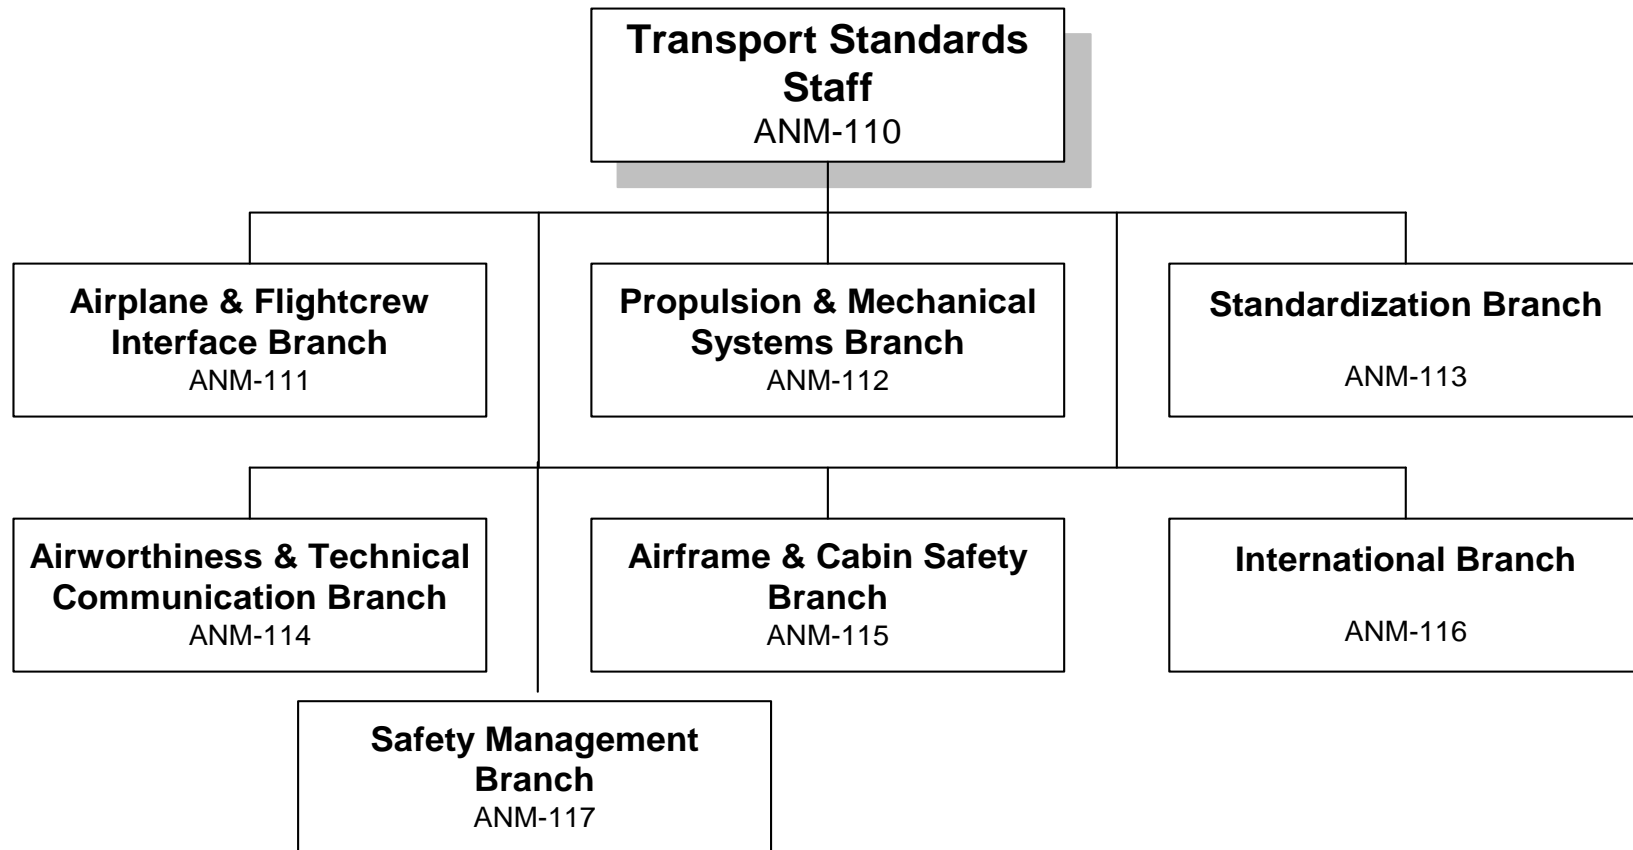 Transport Standards
Staff
ANM-110
Airplane & Flightcrew
Interface Branch
ANM-111
Propulsion & Mechanical
Systems Branch
ANM-112
Standardization Branch
ANM-113
Airworthiness & Technical
Communication Branch
ANM-114
Airframe & Cabin Safety
Branch
ANM-115
International Branch
ANM-116
Safety Management
Branch
ANM-117